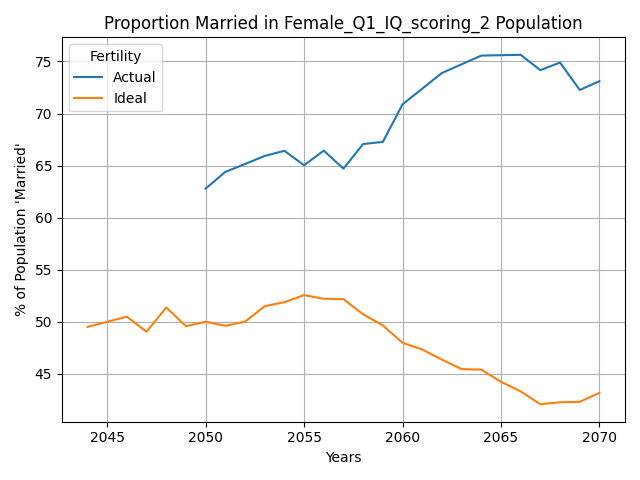 Proportion Married in Female_Q1_IQ_scoring_2 Population
Fertility
Actual
Ideal
% of Population 'Married'
75
70
65
60
55
50
45
2045 2050 2055 2060 2065 2070
Years